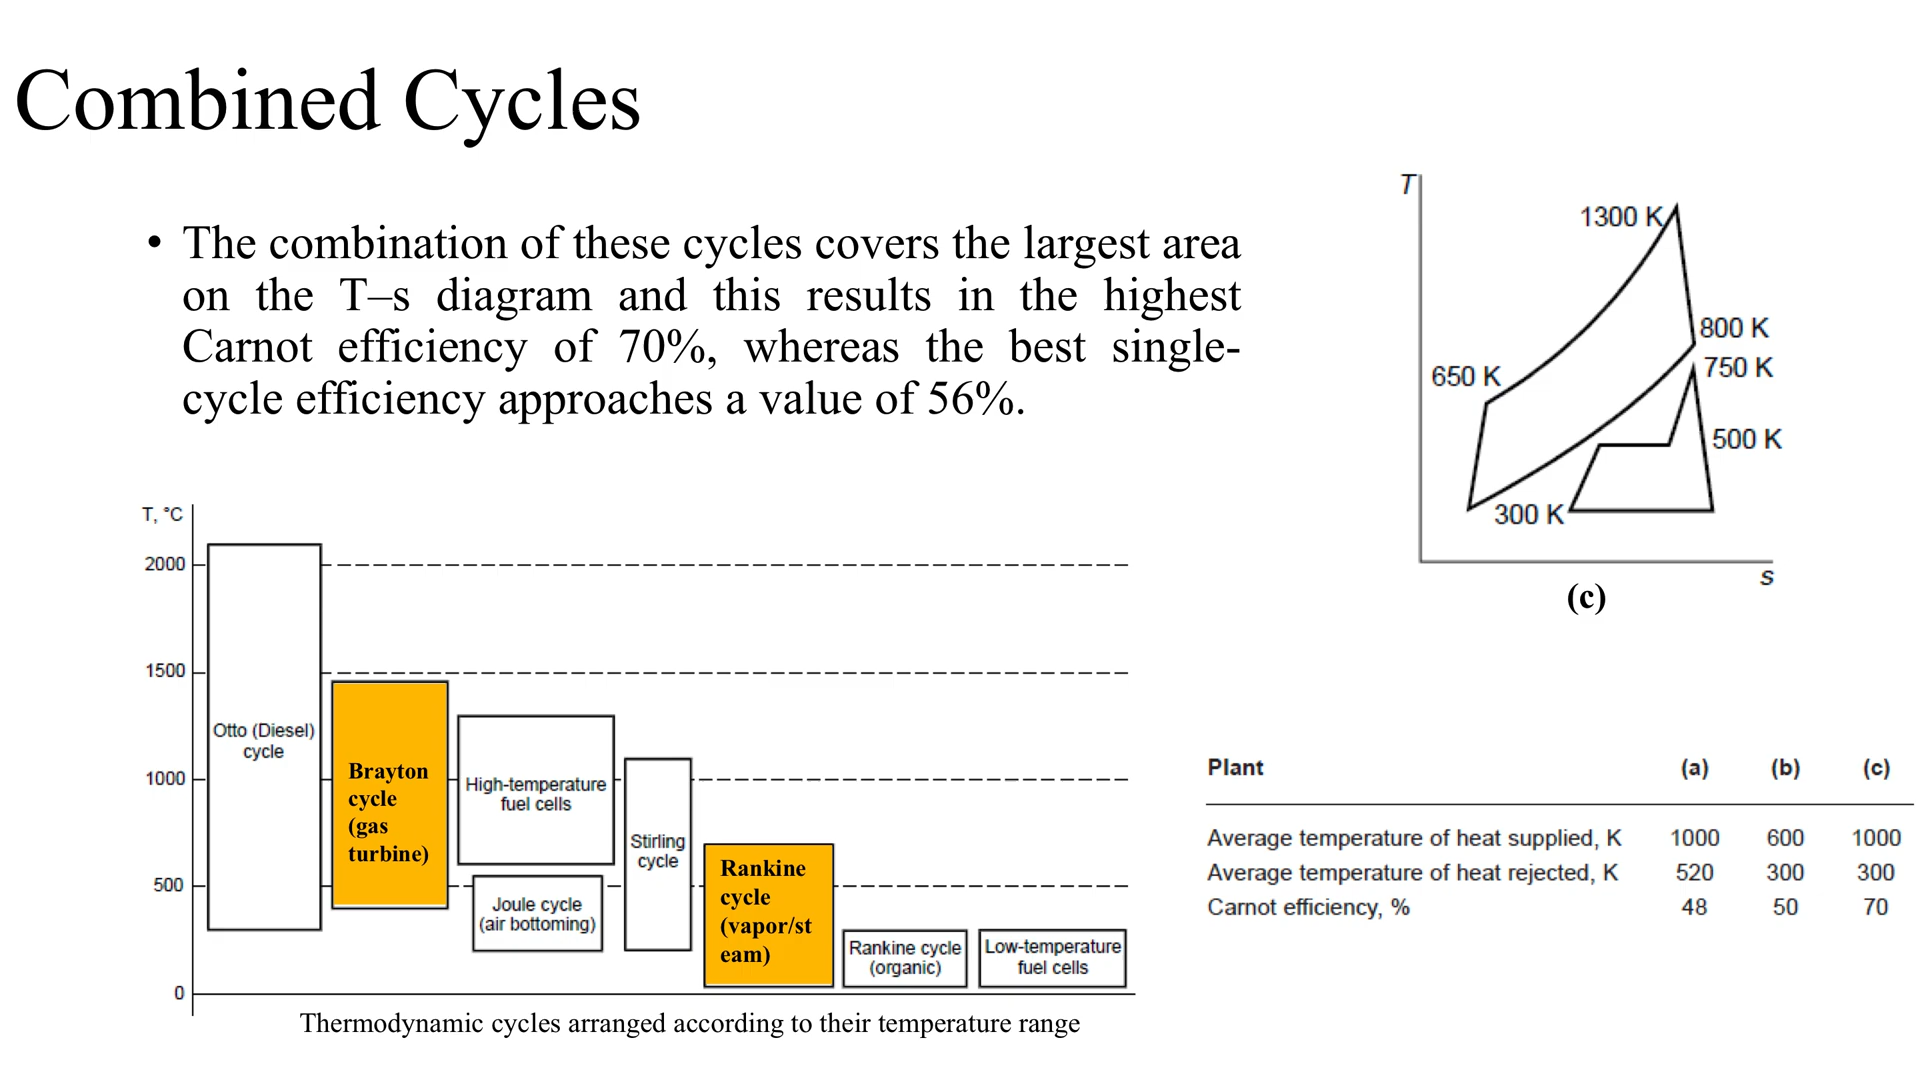 Combined Cycles
• The combination of these cycles covers the largest area
on the T–s diagram and this results in the highest
Carnot efficiency of 70%, whereas the best single-
cycle efficiency approaches a value of 56%.
T
1300 K
800 K
750 K
650 K
500 K
300 K
s
(c)
T, °C
2000
1500
1000
500
0
Otto (Diesel)
cycle
Brayton
cycle
(gas
turbine)
High-temperature
fuel cells
Joule cycle
(air bottoming)
Stirling
cycle
Rankine
cycle
(vapor/st
eam)
Rankine cycle
(organic)
Low-temperature
fuel cells
Thermodynamic cycles arranged according to their temperature range
Plant (a) (b) (c)
Average temperature of heat supplied, K 1000 600 1000
Average temperature of heat rejected, K 520 300 300
Carnot efficiency, % 48 50 70